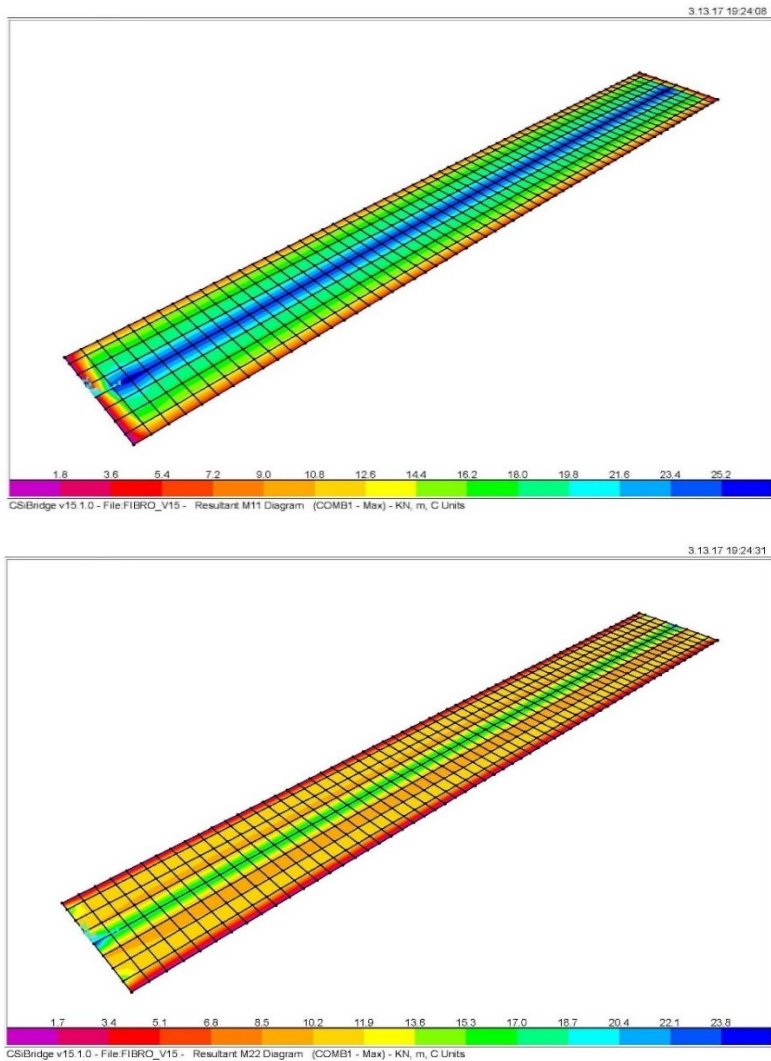 3.13.17 19:24:08
1.8 3.6 5.4 7.2 9.0 10.8 12.6 14.4 16.2 18.0 19.8 21.6 23.4 25.2
CSiBridge v15.1.0 - File:FIBRO_V15 - Resultant M11 Diagram (COMB1 - Max) - KN, m, C Units
3.13.17 19:24:31
1.7 3.4 5.1 6.8 8.5 10.2 11.9 13.6 15.3 17.0 18.7 20.4 22.1 23.8
CSiBridge v15.1.0 - File:FIBRO_V15 - Resultant M22 Diagram (COMB1 - Max) - KN, m, C Units